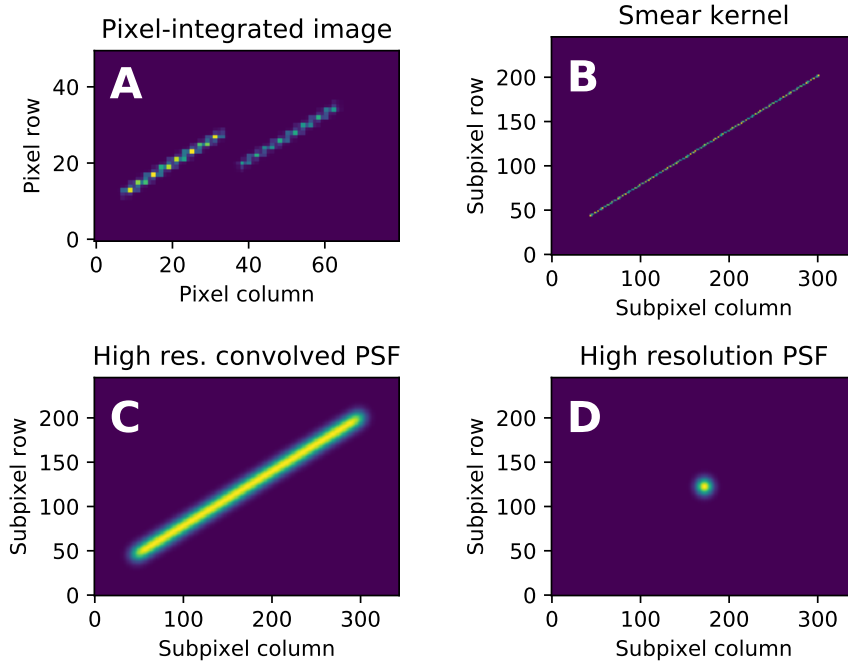 Pixel-integrated image
A
Pixel row
40
20
0
0 20 40 60
Pixel column
Smear kernel
B
Subpixel row
200
150
100
50
0
0 100 200 300
Subpixel column
High res. convolved PSF
C
Subpixel row
200
150
100
50
0
0 100 200 300
Subpixel column
High resolution PSF
D
Subpixel row
200
150
100
50
0
0 100 200 300
Subpixel column